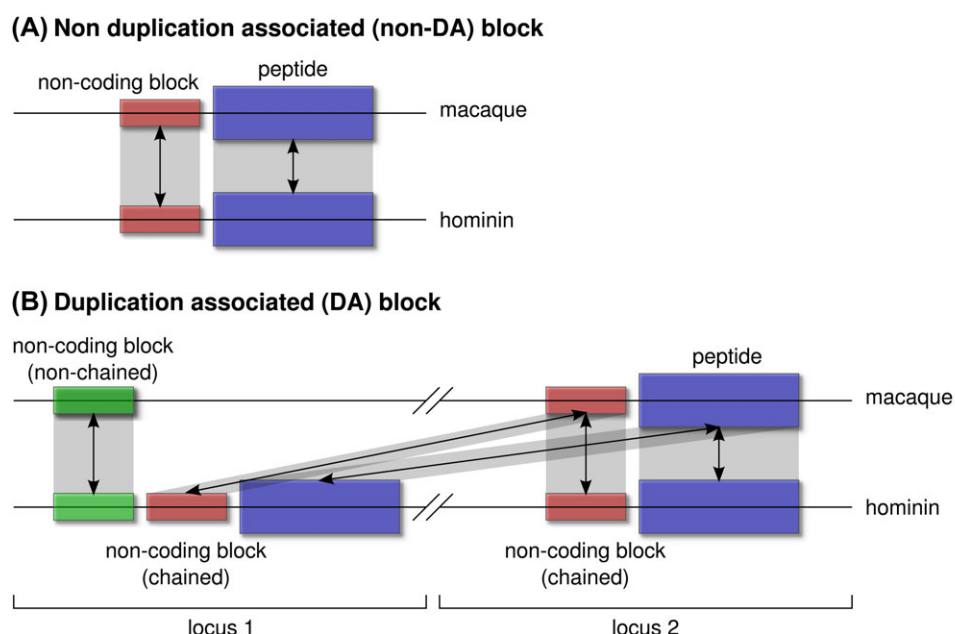 (A) Non duplication associated (non-DA) block
peptide
non-coding block
macaque
hominin
(B) Duplication associated (DA) block
non-coding block
(non-chained)
peptide
macaque
hominin
non-coding block
(chained)
non-coding block
(chained)
locus 1
locus 2